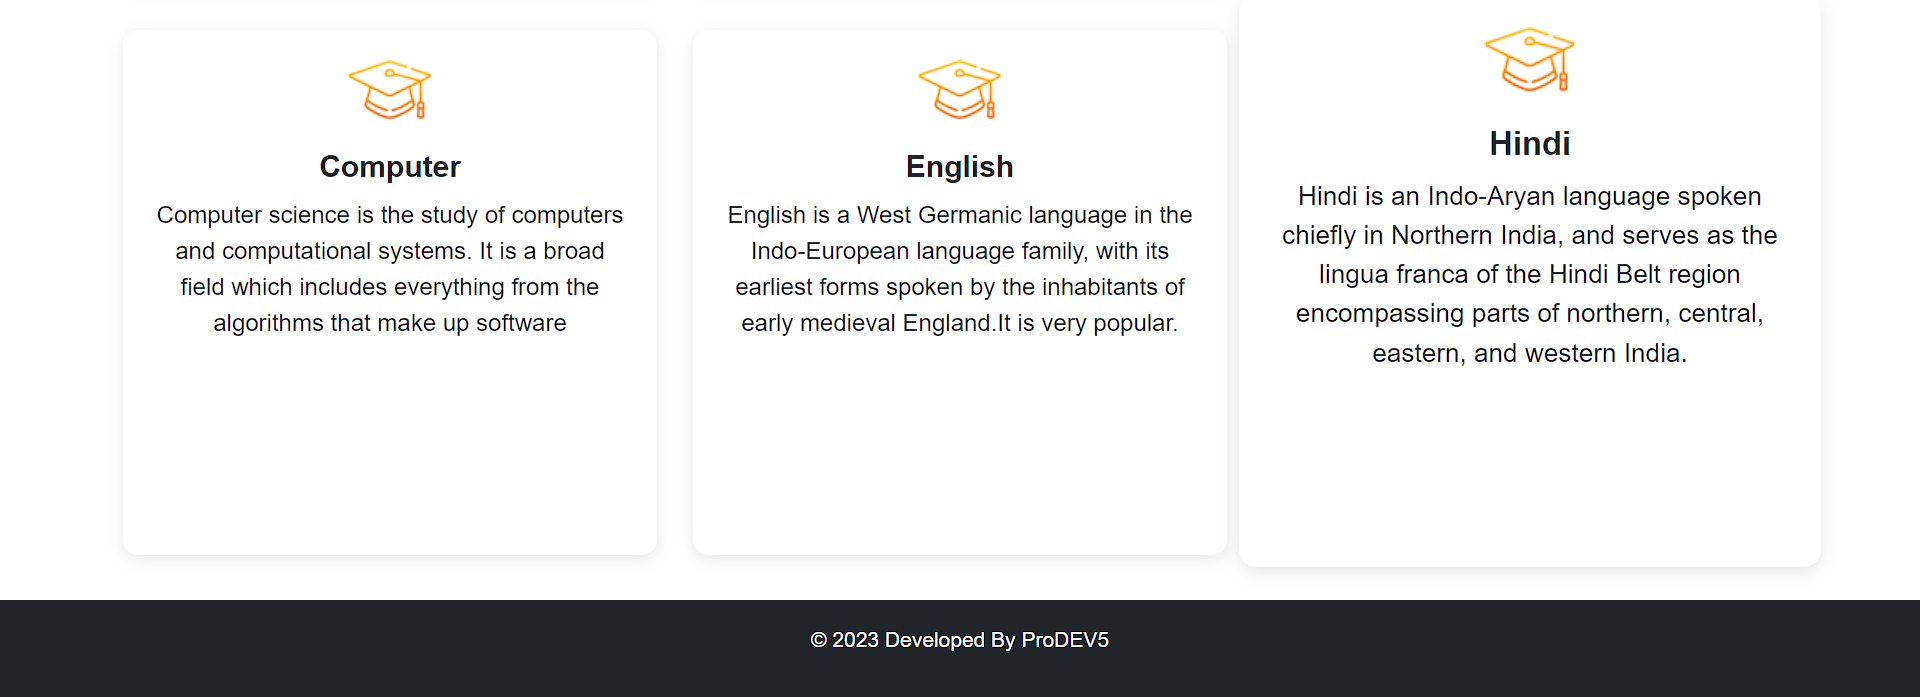 Computer
Computer science is the study of computers
and computational systems. It is a broad
field which includes everything from the
algorithms that make up software
English
English is a West Germanic language in the
Indo-European language family, with its
earliest forms spoken by the inhabitants of
early medieval England.It is very popular.
Hindi
Hindi is an Indo-Aryan language spoken
chiefly in Northern India, and serves as the
lingua franca of the Hindi Belt region
encompassing parts of northern, central,
eastern, and western India.
© 2023 Developed By ProDEV5